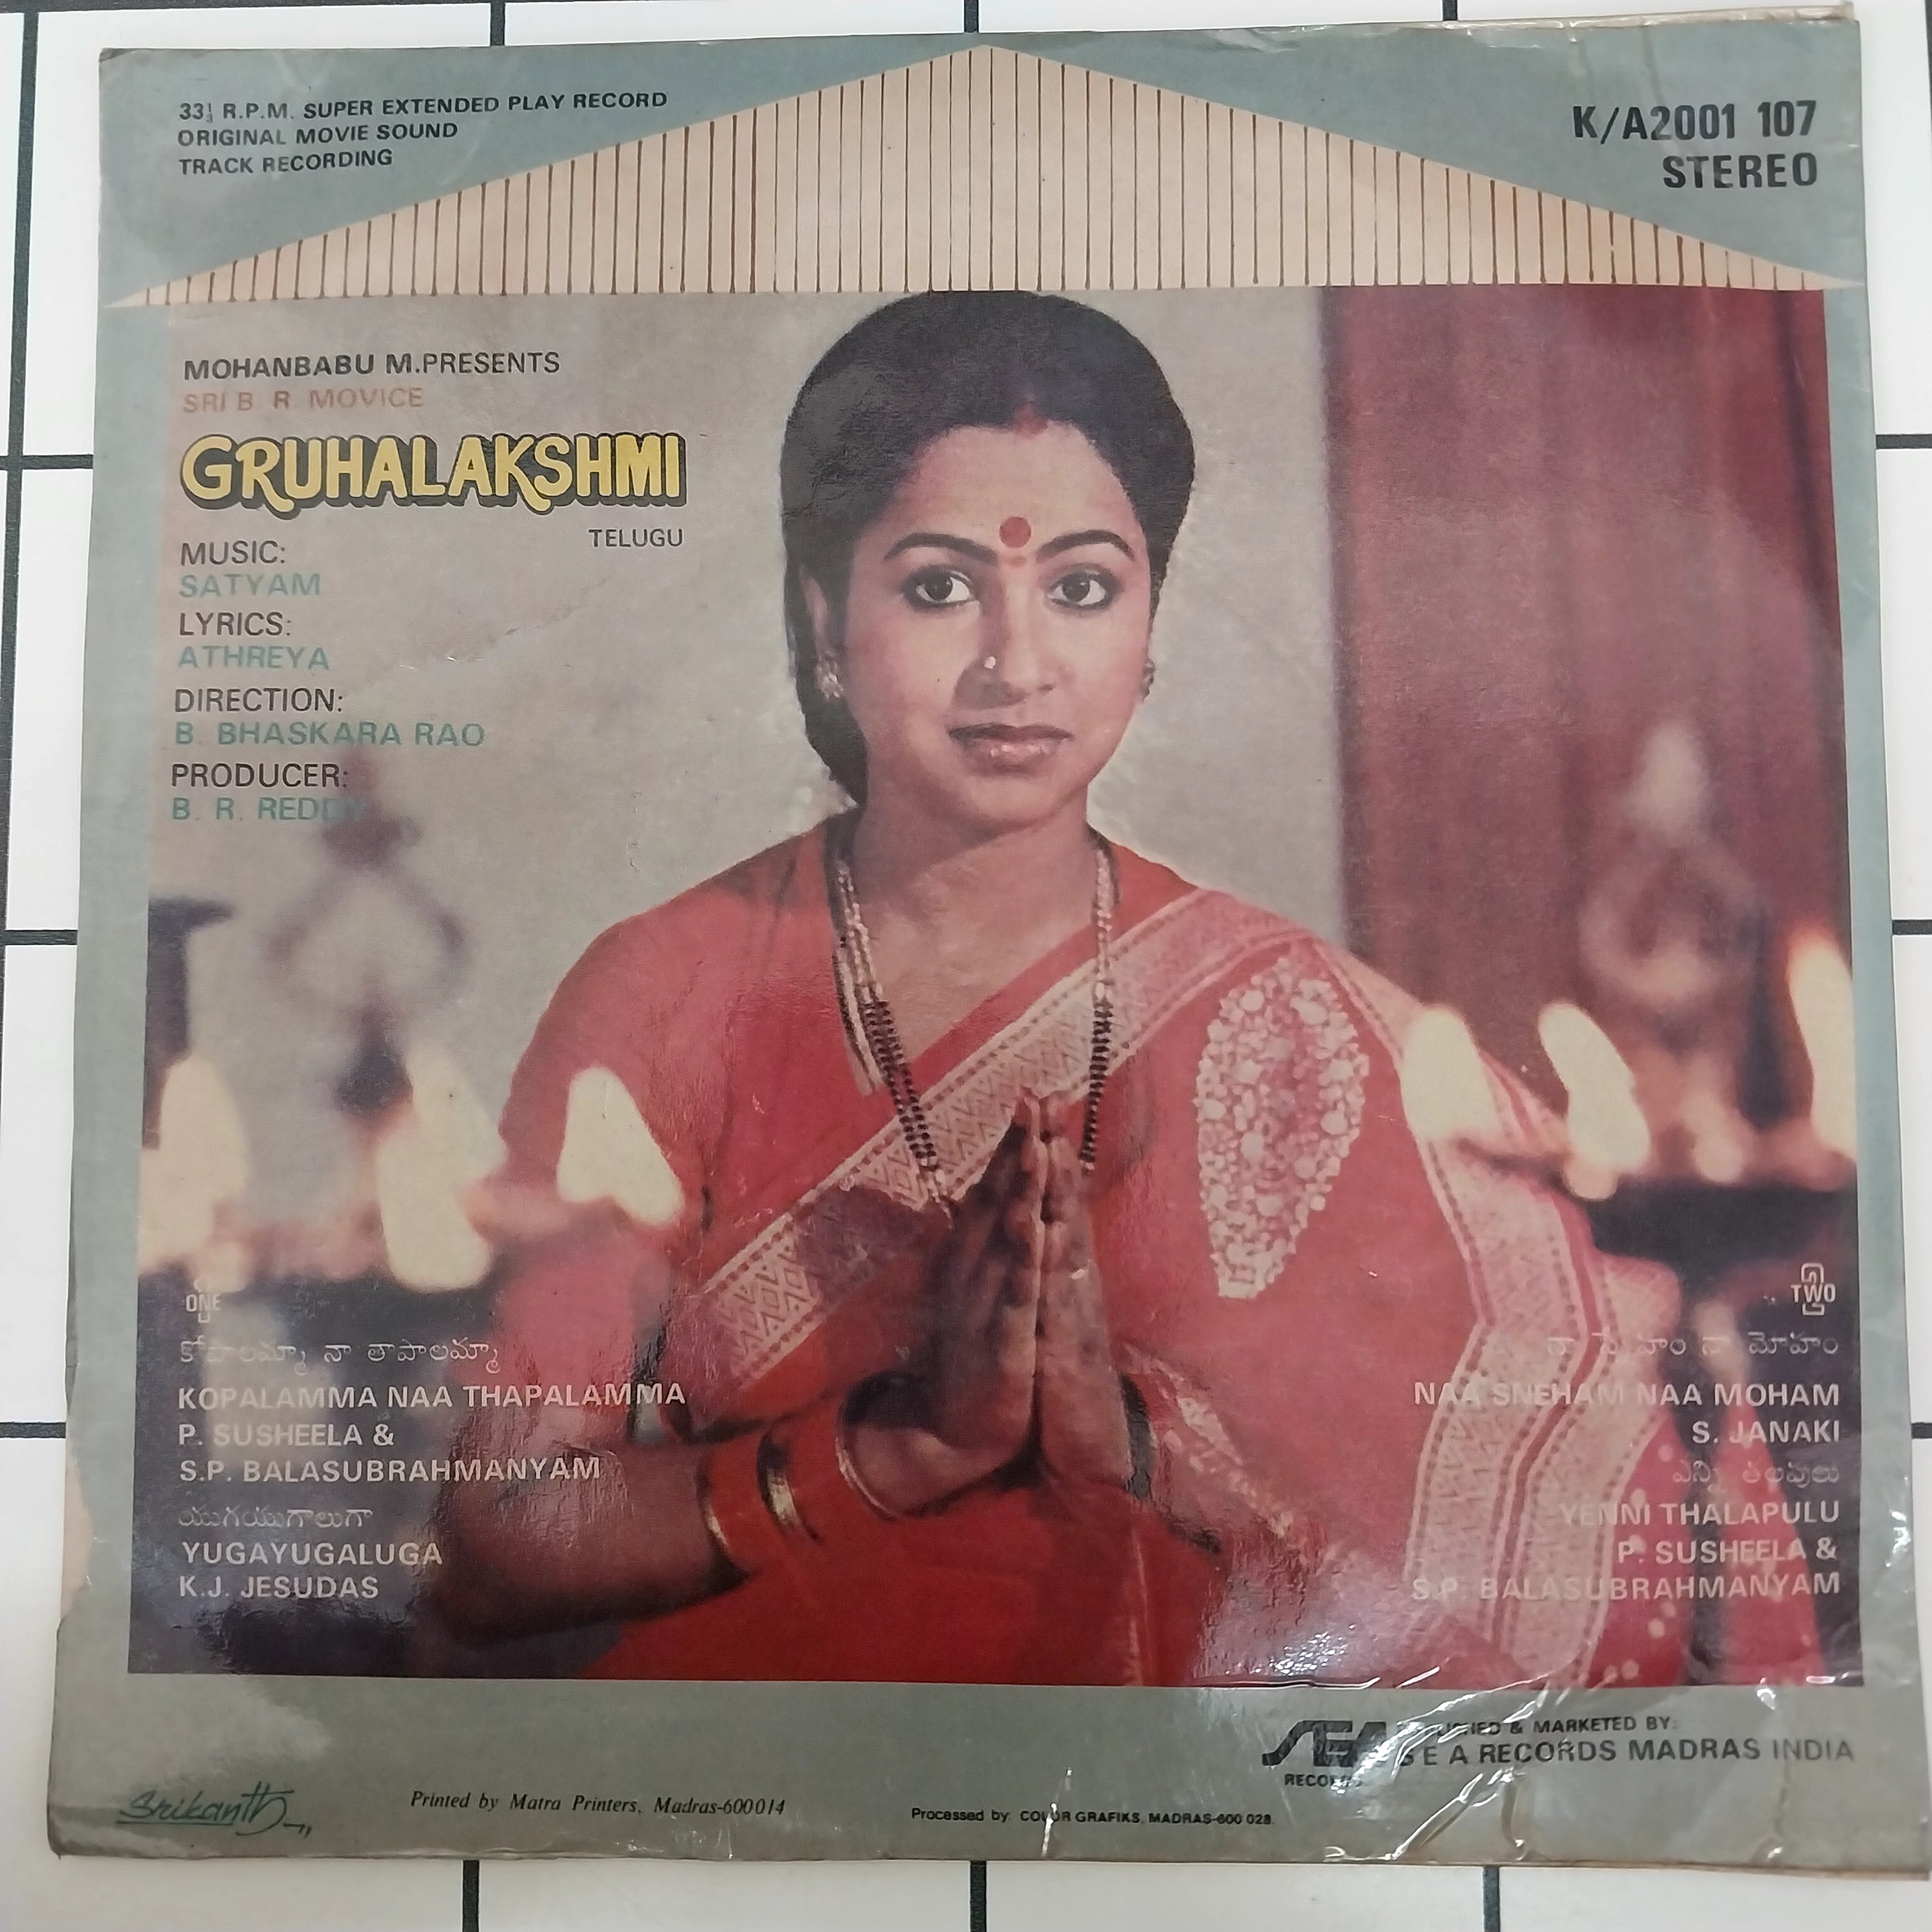 33⅓ R.P.M. SUPER EXTENDED PLAY RECORD
ORIGINAL MOVIE SOUND
TRACK RECORDING
K/A2001 107
STEREO
MOHANBABU M.PRESENTS
SRI B. R. MOVICE
GRUHALAKSHMI
TELUGU
MUSIC:
SATYAM
LYRICS:
ATHREYA
DIRECTION:
B. BHASKARA RAO
PRODUCER:
B. R. REDDY
ONE
కోపాలమ్మా నా తాపాలమ్మా
KOPALAMMA NAA THAPALAMMA
P. SUSHEELA &
S.P. BALASUBRAHMANYAM
యుగయుగాలుగా
YUGAYUGALUGA
K.J. JESUDAS
TWO
నా స్నేహం నా మోహం
NAA SNEHAM NAA MOHAM
S. JANAKI
ఎన్ని తలపులు
YENNI THALAPULU
P. SUSHEELA &
S.P. BALASUBRAHMANYAM
SEA
RECORDS
& MARKETED BY:
S E A RECORDS MADRAS INDIA
Srikanth
Printed by Matra Printers, Madras-600014
Processed by: COLOR GRAFIKS, MADRAS-600 028.